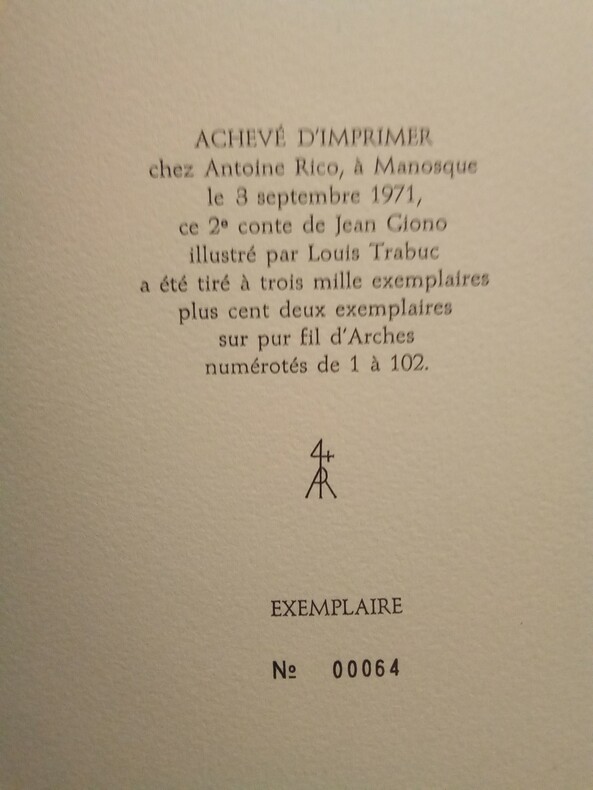 ACHEVÉ D'IMPRIMER
chez Antoine Rico, à Manosque
le 3 septembre 1971,
ce 2e conte de Jean Giono
illustré par Louis Trabuc
a été tiré à trois mille exemplaires
plus cent deux exemplaires
sur pur fil d'Arches
numérotés de 1 à 102.
4
AR
EXEMPLAIRE
Nº 00064